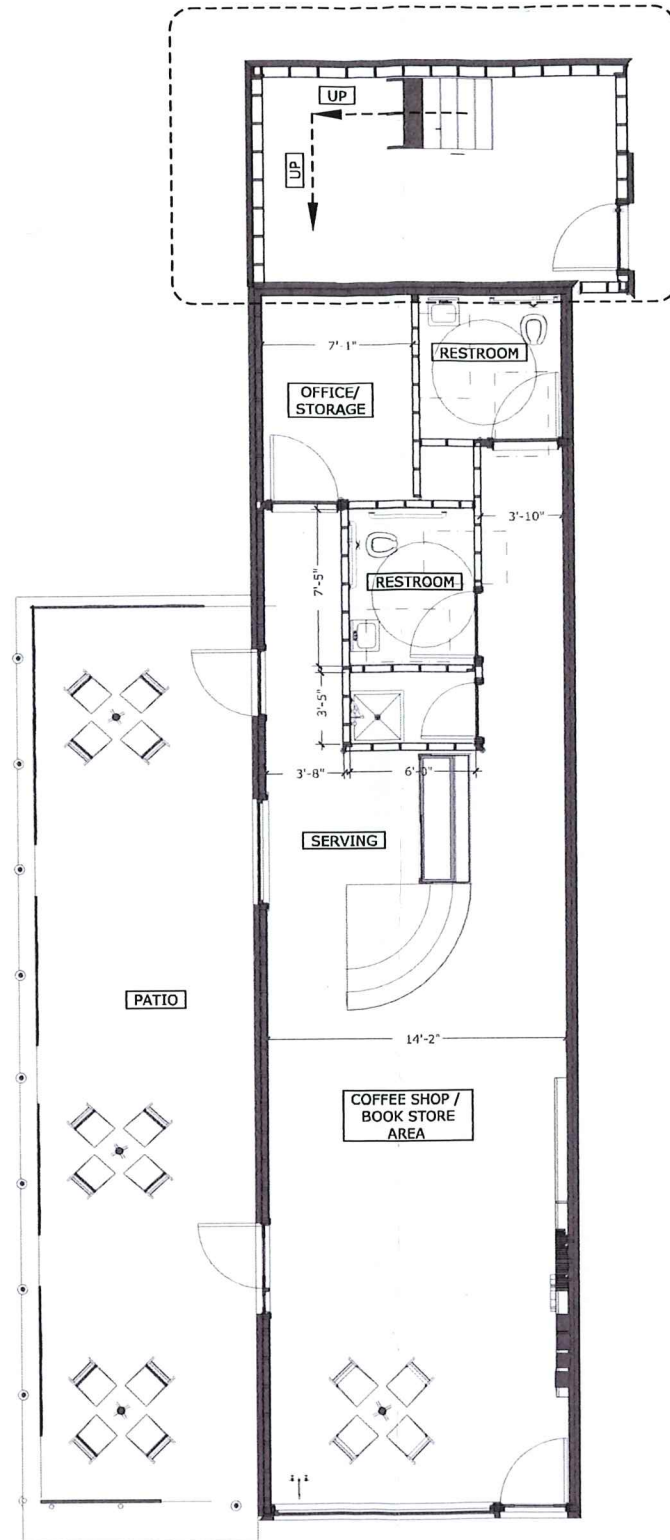 UP
UP
7'-1"
RESTROOM
OFFICE/
STORAGE
3'-10"
7'-5"
RESTROOM
3'-5"
3'-8"
6'-0"
SERVING
PATIO
14'-2"
COFFEE SHOP /
BOOK STORE
AREA